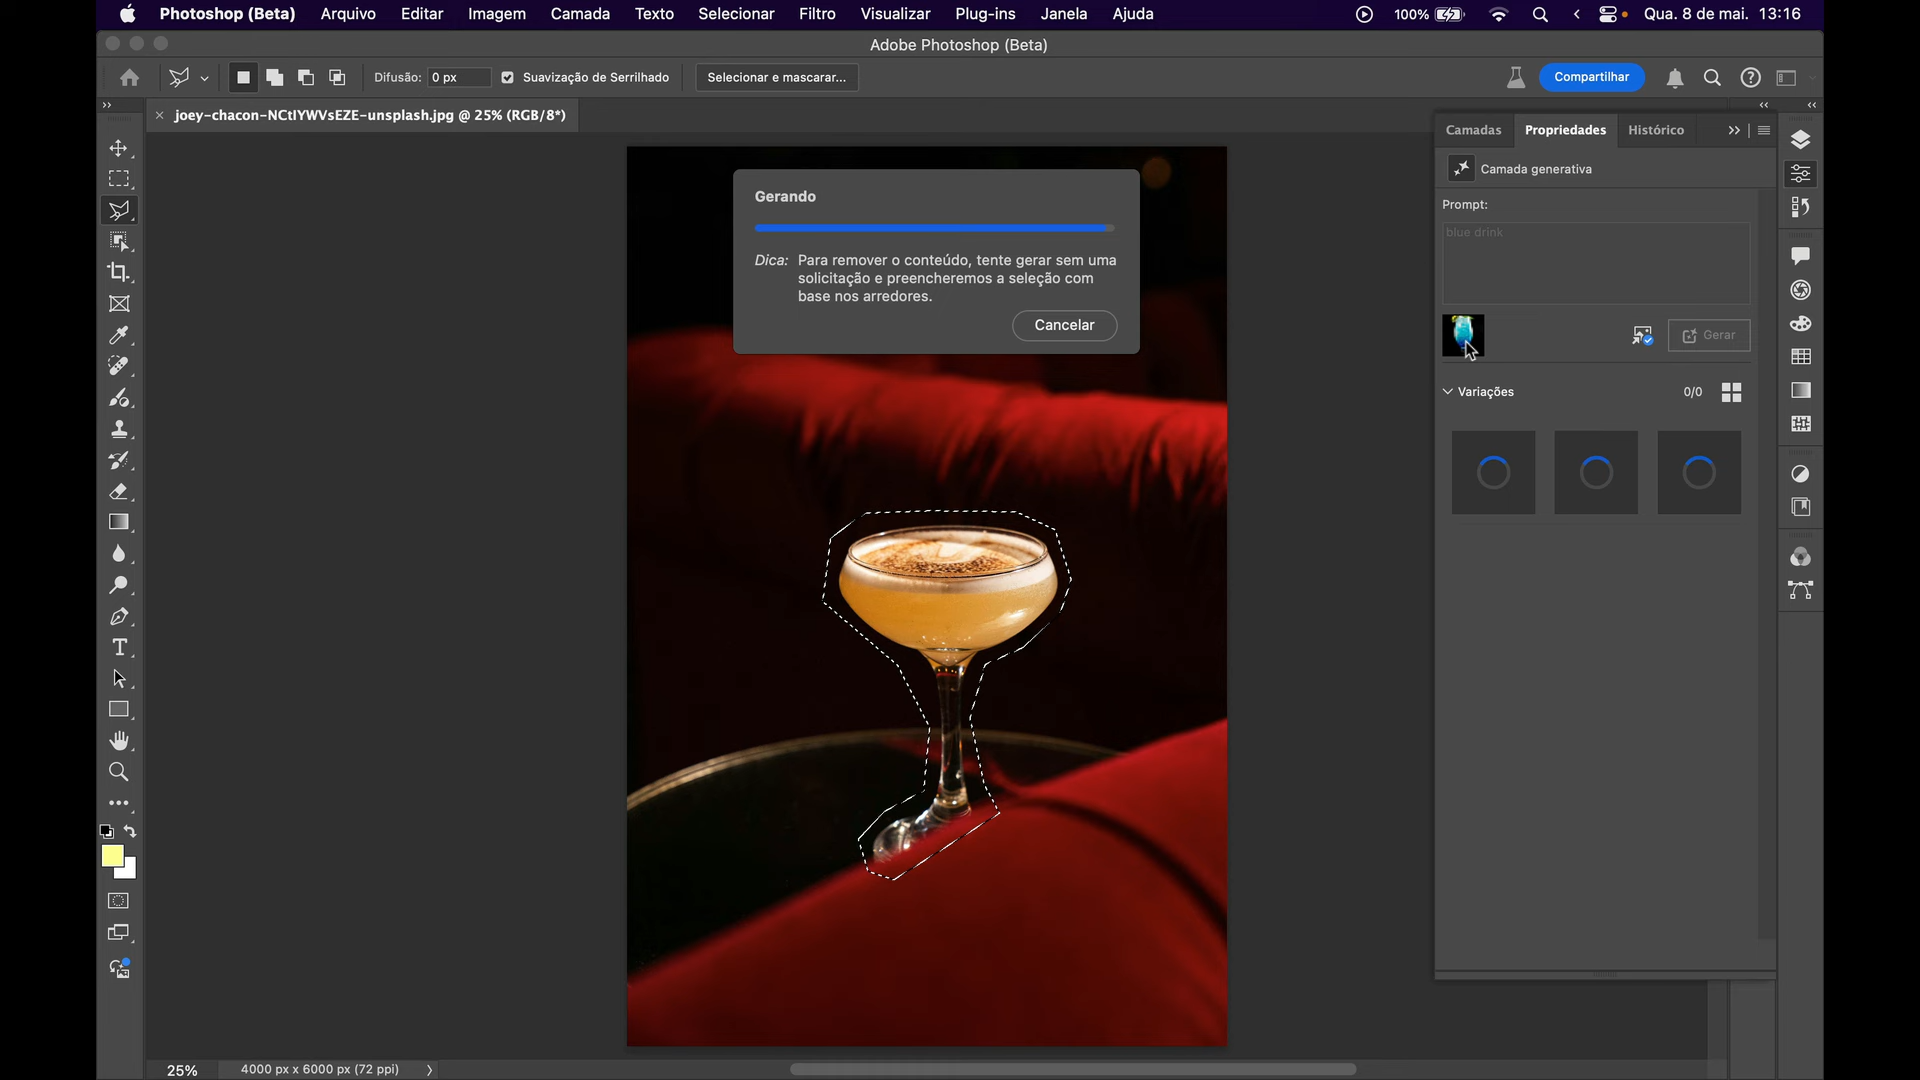 Photoshop (Beta) Arquivo Editar Imagem Camada Texto Selecionar Filtro Visualizar Plug-ins Janela Ajuda 100% Qua. 8 de mai. 13:16
Adobe Photoshop (Beta)
Difusão: 0 px Suavização de Serrilhado Selecionar e mascarar... Compartilhar
joey-chacon-NCtIYWVsEZE-unsplash.jpg @ 25% (RGB/8*)
Camadas Propriedades Histórico
Camada generativa
Prompt:
blue drink
Gerar
Variações 0/0
Gerando
Dica: Para remover o conteúdo, tente gerar sem uma
solicitação e preencheremos a seleção com
base nos arredores.
Cancelar
25% 4000 px x 6000 px (72 ppi)